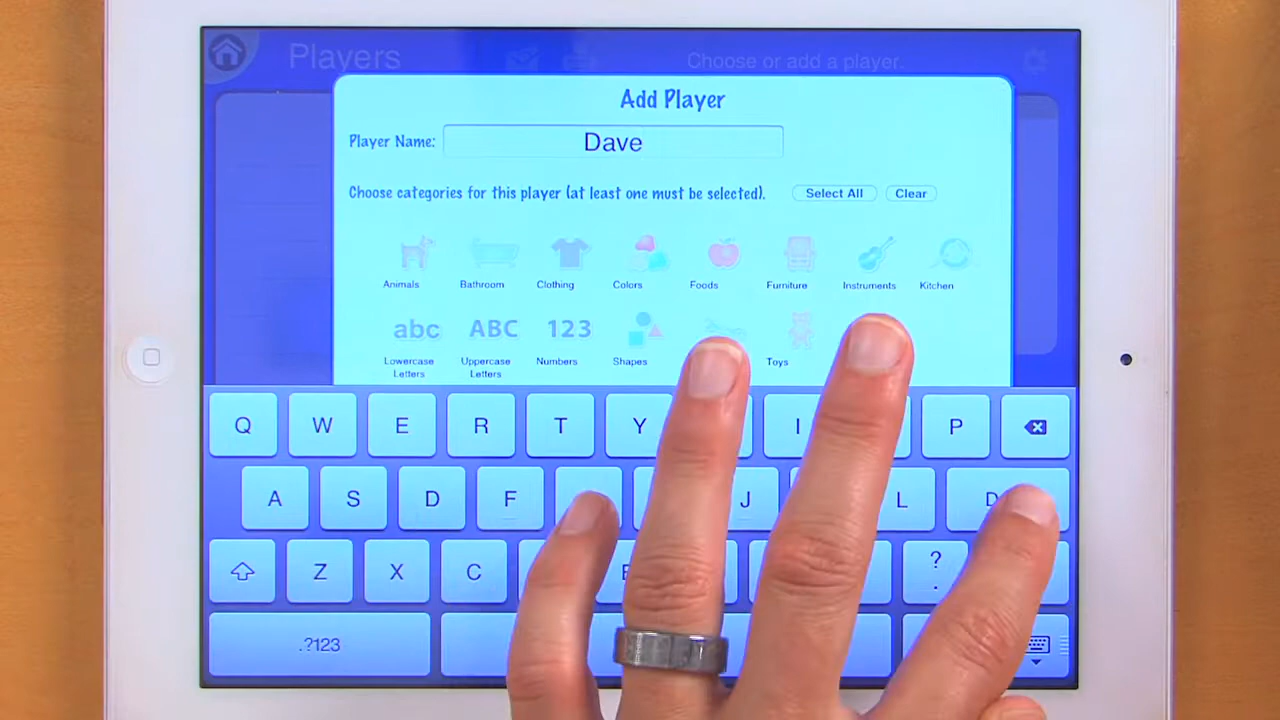 Players
Choose or add a player.
Add Player
Player Name: Dave
Choose categories for this player (at least one must be selected). Select All Clear
Animals Bathroom Clothing Colors Foods Furniture Instruments Kitchen
abc ABC 123
Lowercase Letters Uppercase Letters Numbers Shapes Toys
Q W E R T Y I P
A S D F J L D
Z X C ? .
.?123